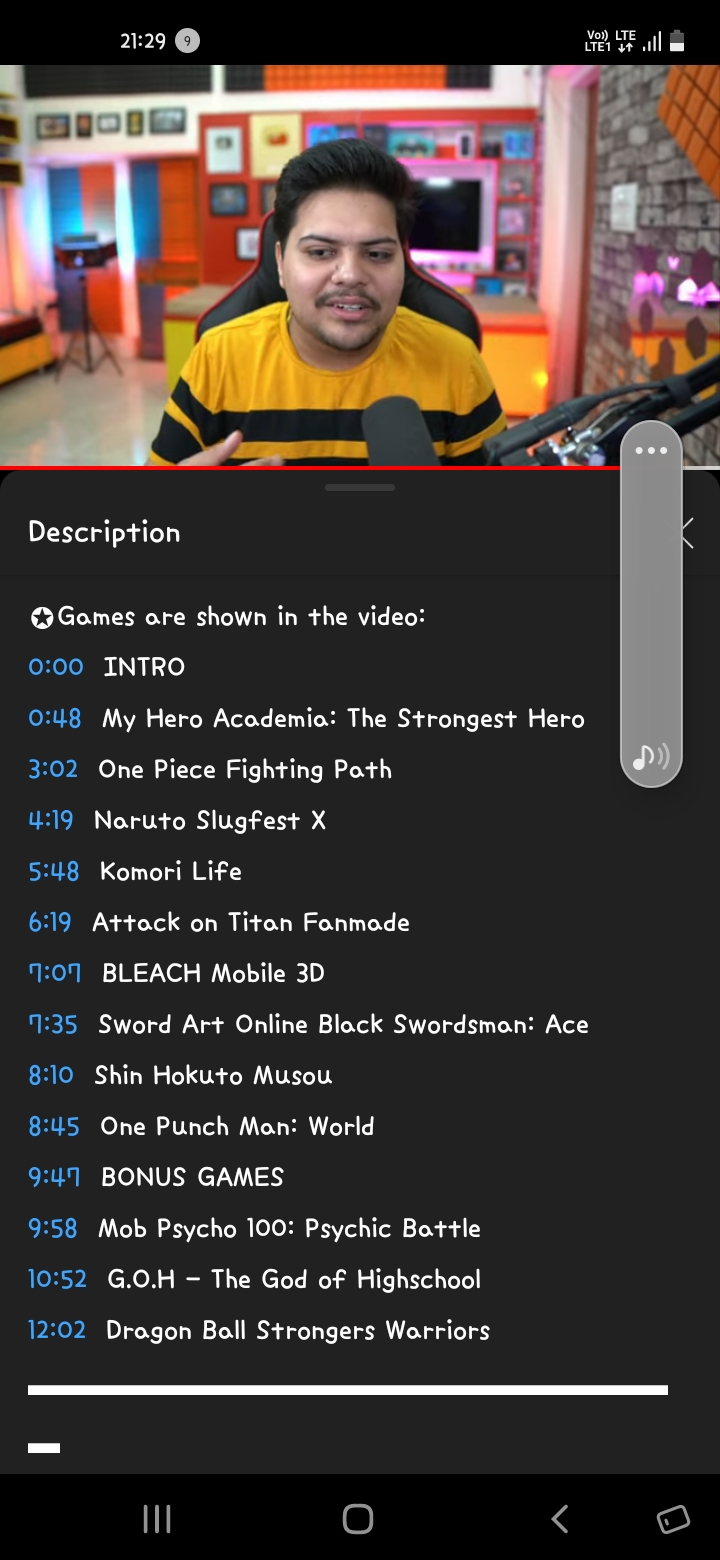 21:29 9 Vo)) LTE1 LTE
Description
✪Games are shown in the video:
0:00 INTRO
0:48 My Hero Academia: The Strongest Hero
3:02 One Piece Fighting Path
4:19 Naruto Slugfest X
5:48 Komori Life
6:19 Attack on Titan Fanmade
7:07 BLEACH Mobile 3D
7:35 Sword Art Online Black Swordsman: Ace
8:10 Shin Hokuto Musou
8:45 One Punch Man: World
9:47 BONUS GAMES
9:58 Mob Psycho 100: Psychic Battle
10:52 G.O.H - The God of Highschool
12:02 Dragon Ball Strongers Warriors